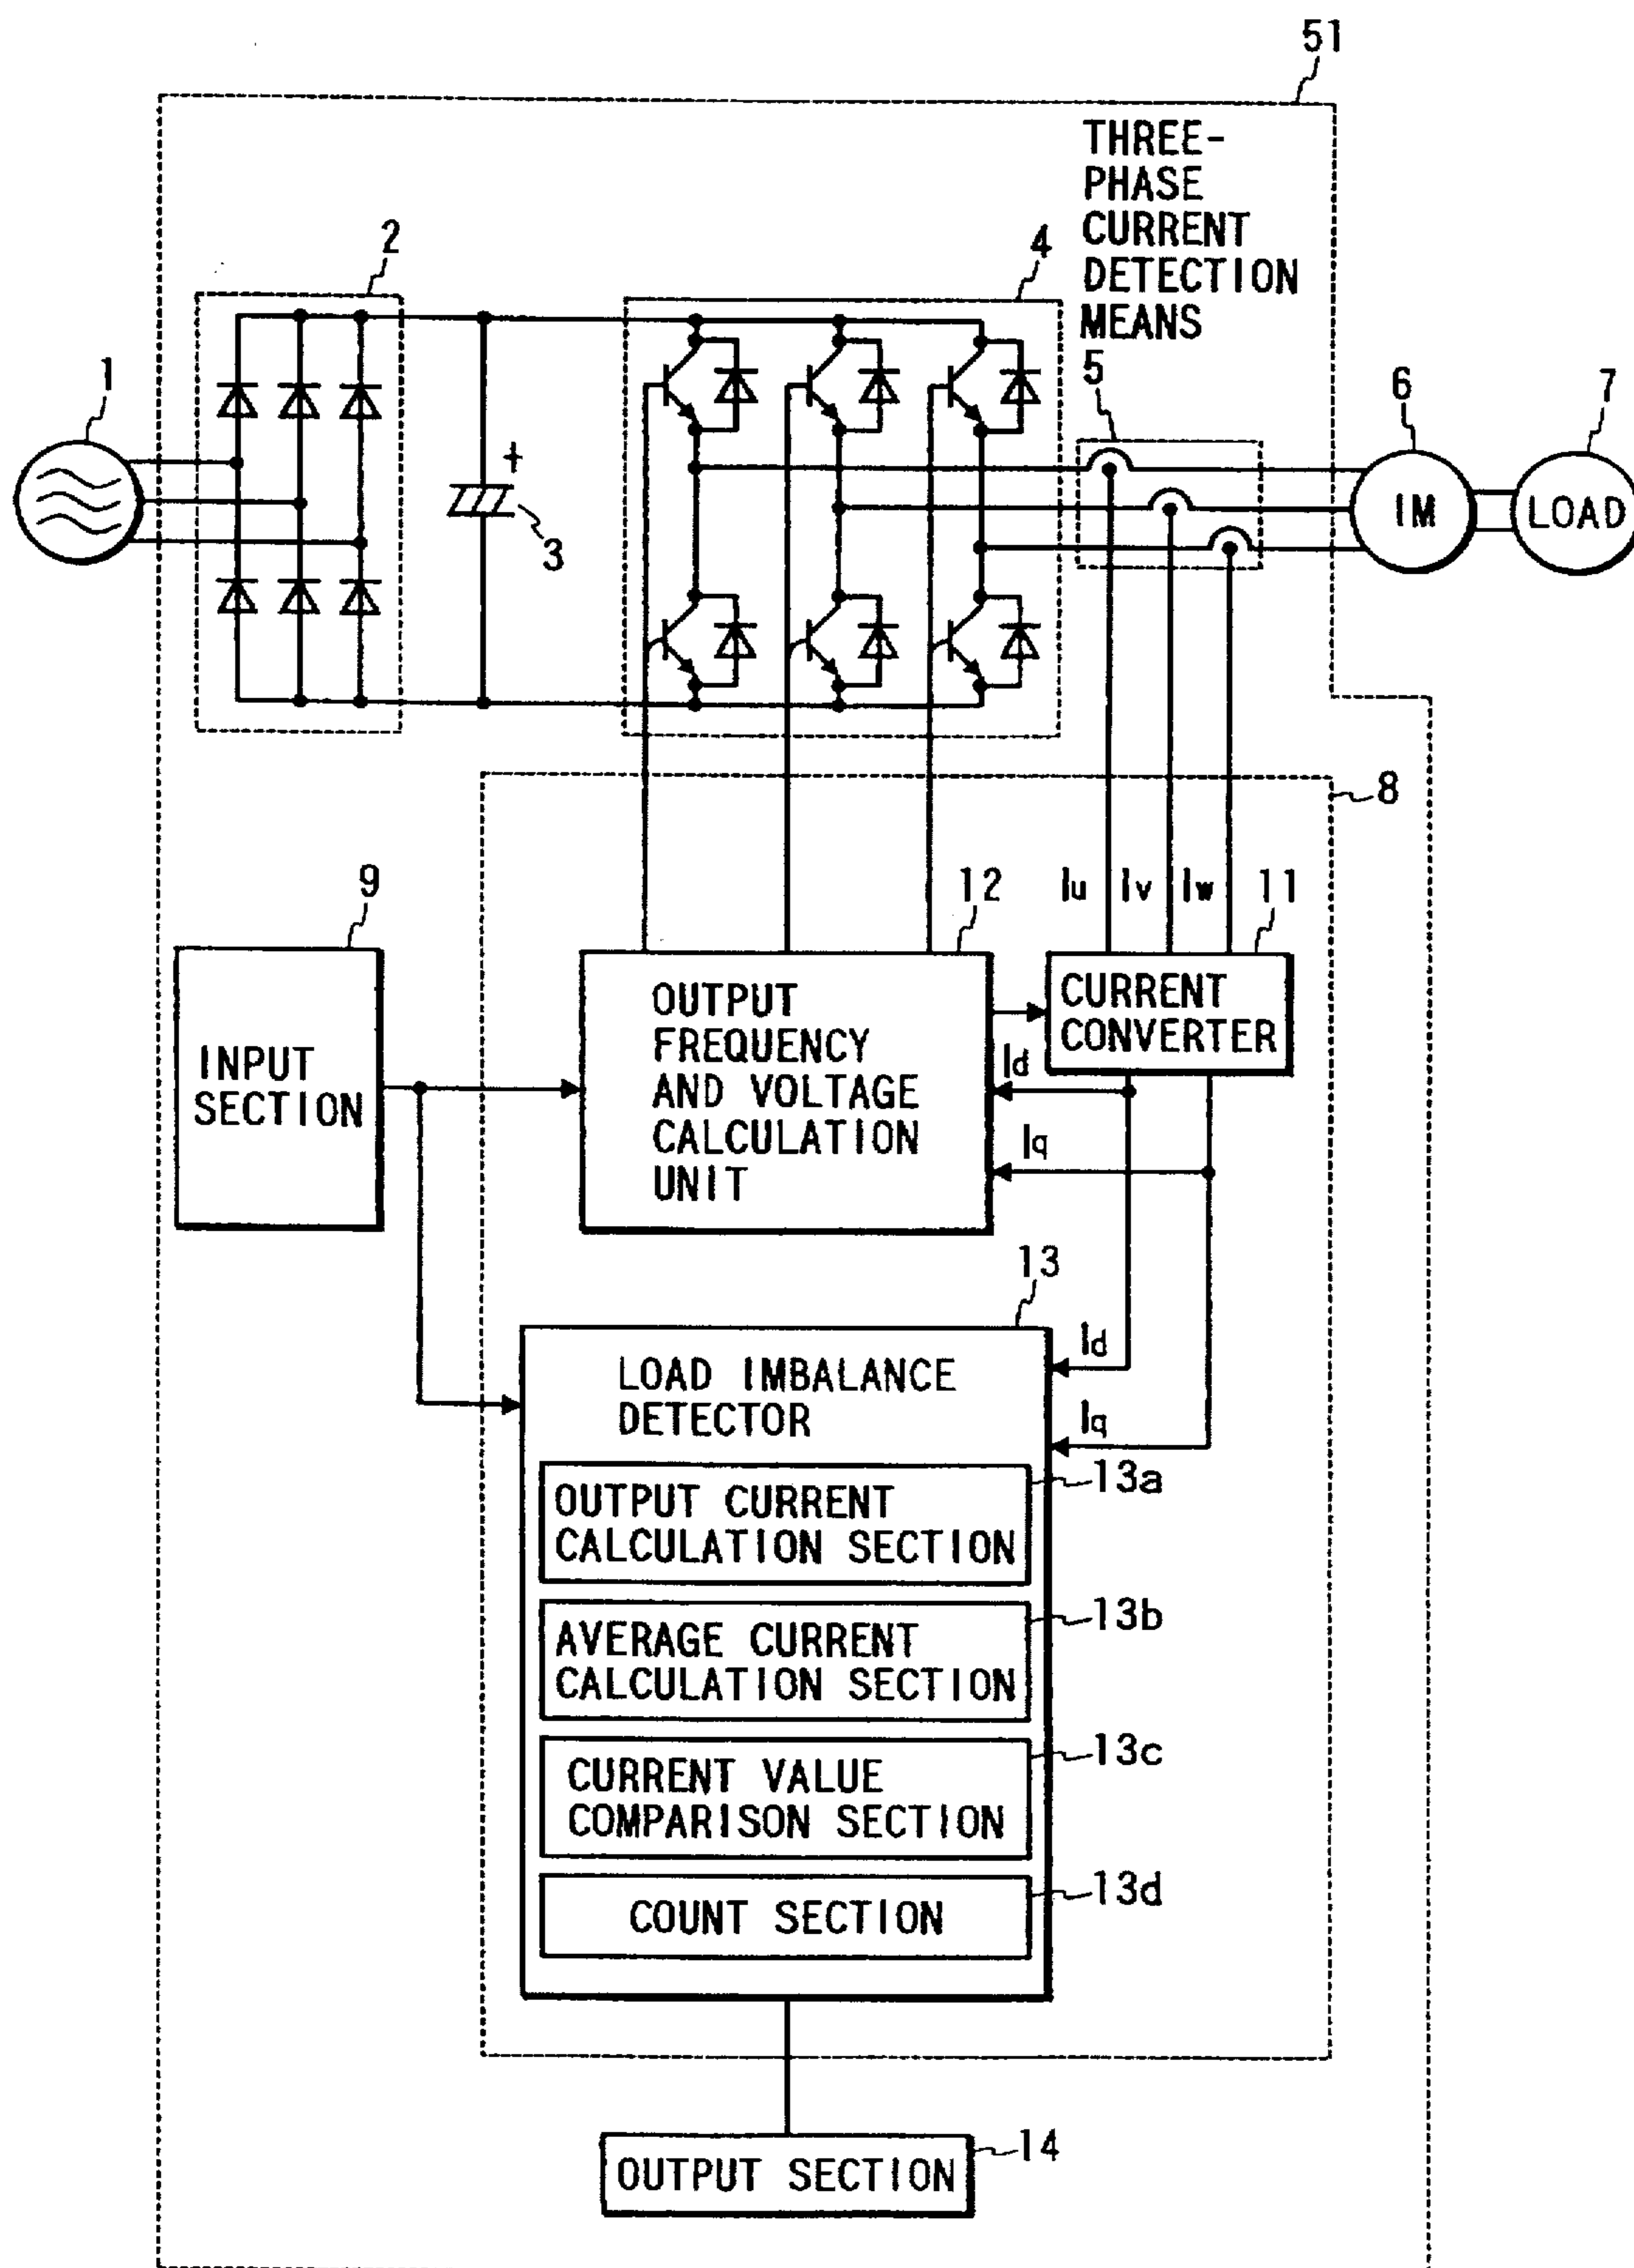 51
THREE-
PHASE
CURRENT
DETECTION
MEANS
2
4
1
5
6
7
+
3
IM
LOAD
8
9
12
Iu
Iv
Iw
11
INPUT
SECTION
OUTPUT
FREQUENCY
AND VOLTAGE
CALCULATION
UNIT
CURRENT
CONVERTER
Id
Iq
13
LOAD IMBALANCE
DETECTOR
Id
Iq
13a
OUTPUT CURRENT
CALCULATION SECTION
13b
AVERAGE CURRENT
CALCULATION SECTION
13c
CURRENT VALUE
COMPARISON SECTION
13d
COUNT SECTION
14
OUTPUT SECTION